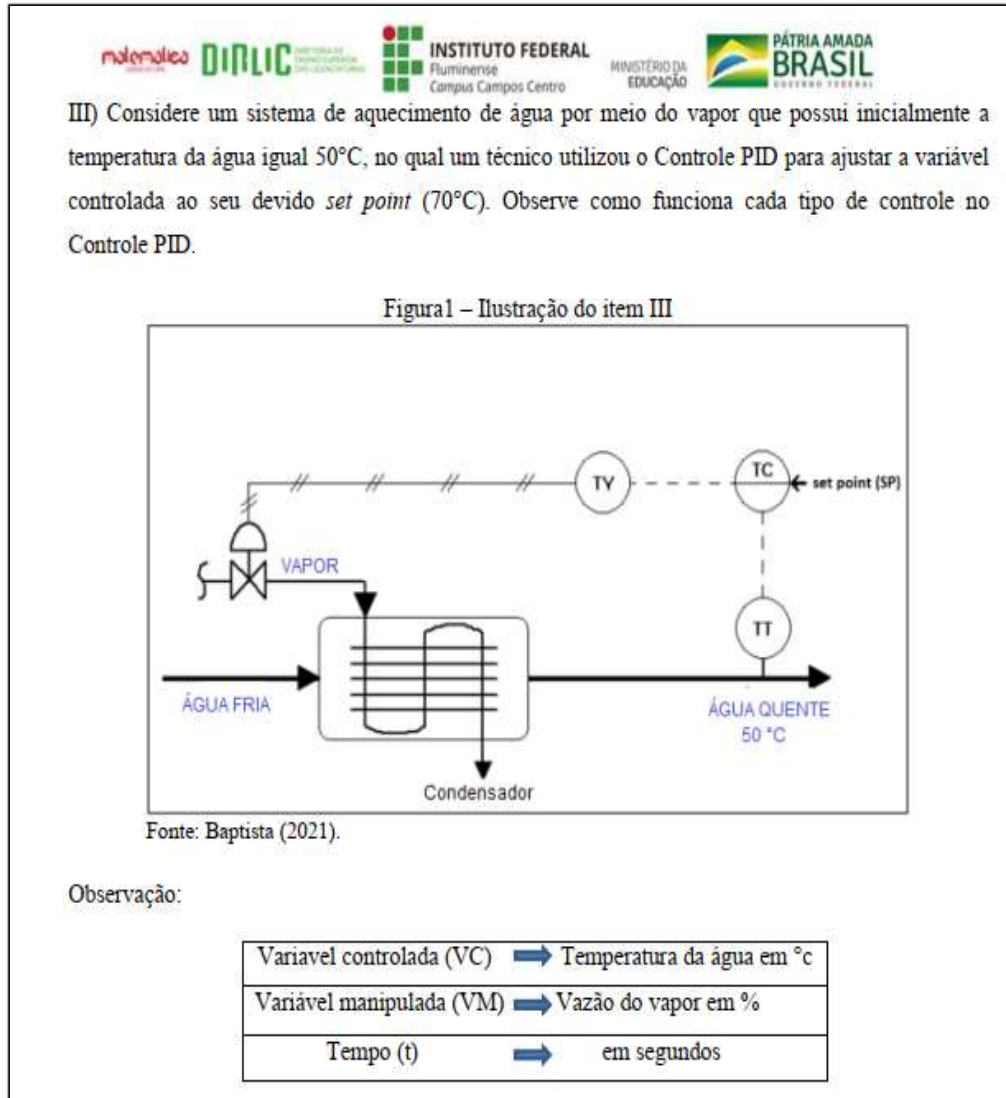 matemática DIRLIC
INSTITUTO FEDERAL
Fluminense
Campus Campos Centro
MINISTÉRIO DA
EDUCAÇÃO
PÁTRIA AMADA
BRASIL
GOVERNO FEDERAL
III) Considere um sistema de aquecimento de água por meio do vapor que possui inicialmente a
temperatura da água igual 50°C, no qual um técnico utilizou o Controle PID para ajustar a variável
controlada ao seu devido set point (70°C). Observe como funciona cada tipo de controle no
Controle PID.
Figura1 – Ilustração do item III
TY
TC
set point (SP)
VAPOR
TT
ÁGUA FRIA
ÁGUA QUENTE
50 °C
Condensador
Fonte: Baptista (2021).
Observação:
Variavel controlada (VC) Temperatura da água em °c
Variável manipulada (VM) Vazão do vapor em %
Tempo (t) em segundos